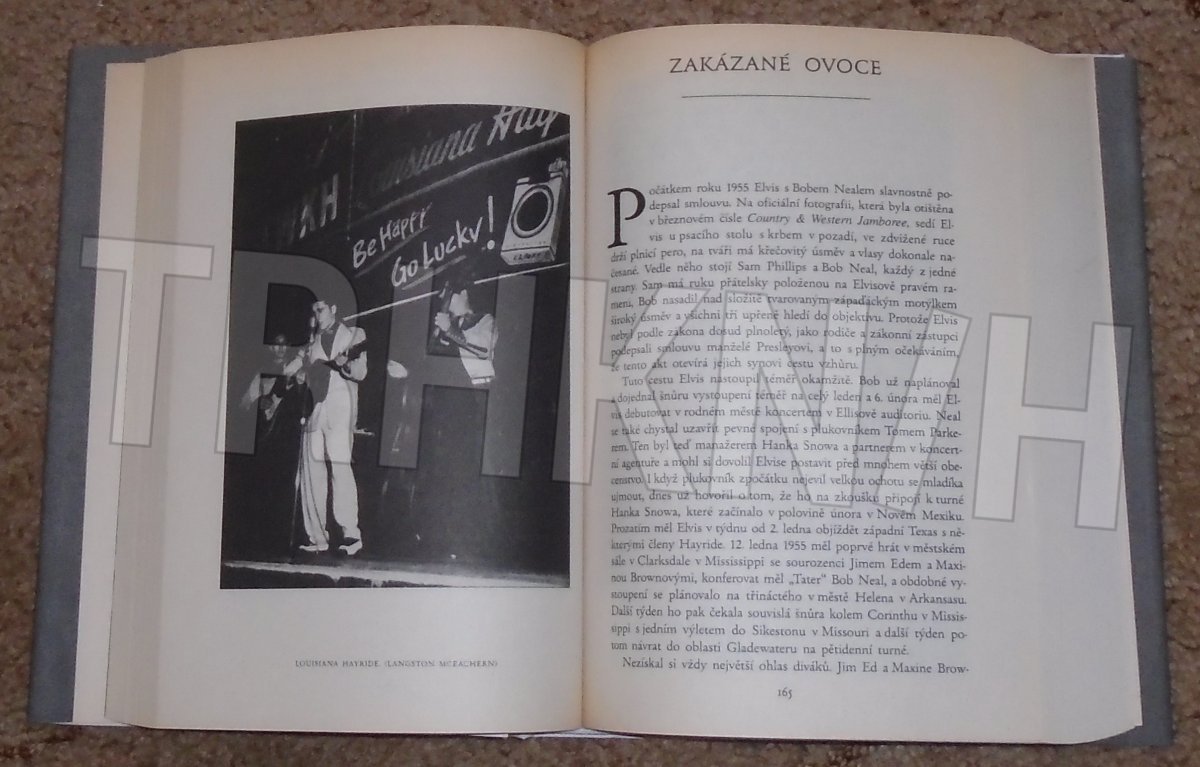 Louisiana Hay
Be Happy
Go Lucky!
LOUISIANA HAYRIDE. (LANGSTON MCEACHERN)
ZAKÁZANÉ OVOCE
Počátkem roku 1955 Elvis s Bobem Nealem slavnostně po-
depsal smlouvu. Na oficiální fotografii, která byla otištěna
v březnovém čísle Country & Western Jamboree, sedí El-
vis u psacího stolu s krbem v pozadí, ve zdvižené ruce
drží plnicí pero, na tváři má křečovitý úsměv a vlasy dokonale na-
česané. Vedle něho stojí Sam Phillips a Bob Neal, každý z jedné
strany. Sam má ruku přátelsky položenou na Elvisově pravém ra-
meni, Bob nasadil nad složitě tvarovaným západáckým motýlkem
široký úsměv a všichni tři upřeně hledí do objektivu. Protože Elvis
nebyl podle zákona dosud plnoletý, jako rodiče a zákonní zástupci
podepsali smlouvu manželé Presleyovi, a to s plným očekáváním,
že tento akt otevírá jejich synovi cestu vzhůru.
Tuto cestu Elvis nastoupil téměř okamžitě. Bob už naplánoval
a dojednal šňůru vystoupení téměř na celý leden a 6. února měl El-
vis debutovat v rodném městě koncertem v Ellisově auditoriu. Neal
se také chystal uzavřít pevné spojení s plukovníkem Tomem Parke-
rem. Ten byl teď manažerem Hanka Snowa a partnerem v koncert-
ní agentuře a mohl si dovolit Elvise postavit před mnohem větší obe-
censtvo. I když plukovník zpočátku nejevil velkou ochotu se mladíka
ujmout, dnes už hovořil o tom, že ho na zkoušku připojí k turné
Hanka Snowa, které začínalo v polovině února v Novém Mexiku.
Prozatím měl Elvis v týdnu od 2. ledna objíždět západní Texas s ně-
kterými členy Hayride. 12. ledna 1955 měl poprvé hrát v městském
sále v Clarksdale v Mississippi se sourozenci Jimem Edem a Maxi-
nou Brownovými, konferovat měl „Tater“ Bob Neal, a obdobné vy-
stoupení se plánovalo na třináctého v městě Helena v Arkansasu.
Další týden ho pak čekala souvislá šňůra kolem Corinthu v Missis-
sippi s jedním výletem do Sikestonu v Missouri a další týden po-
tom návrat do oblasti Gladewateru na pětidenní turné.
Nezískal si vždy největší ohlas diváků. Jim Ed a Maxine Brow-
165
TRHKNIH